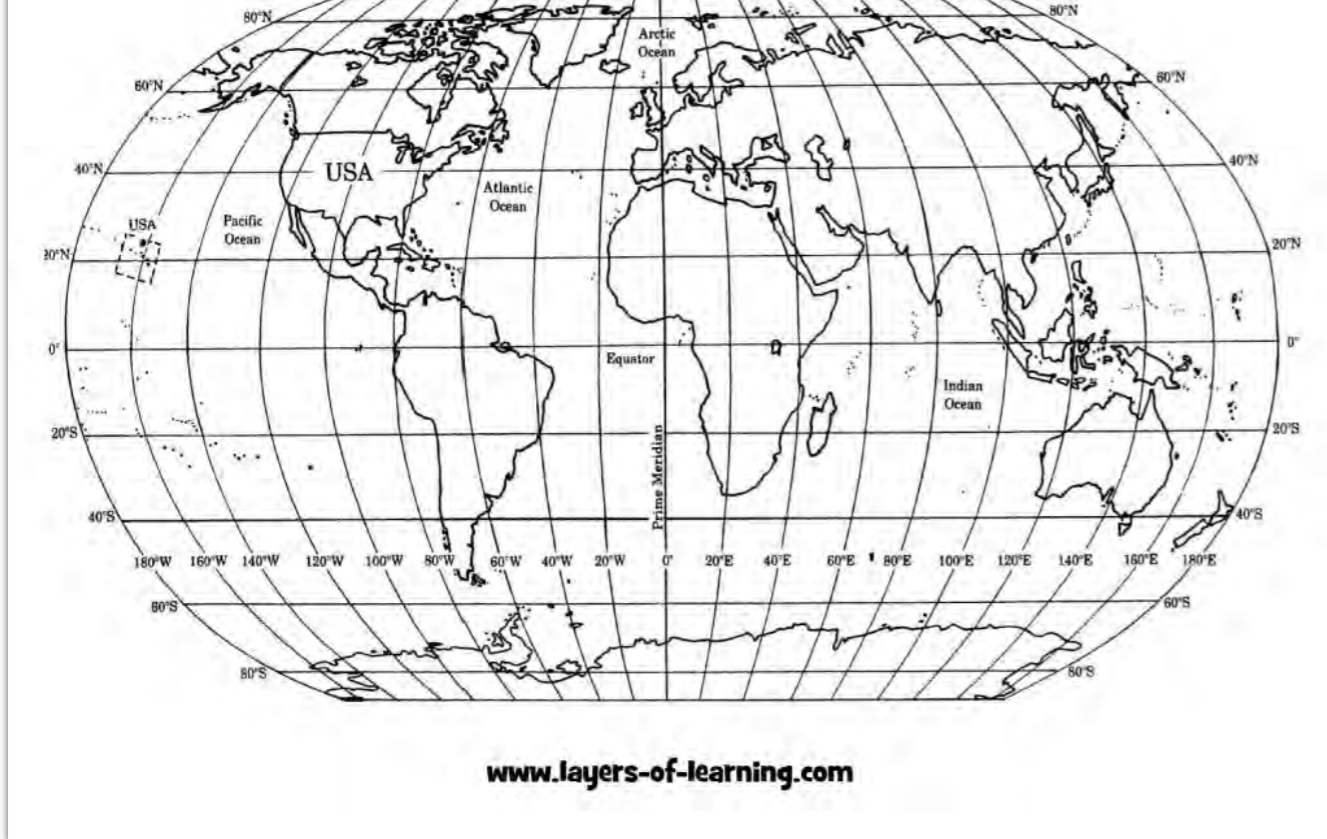 80°N 80°N
Arctic
Ocean
60°N 60°N
40°N USA 40°N
Atlantic
Ocean
USA
Pacific
Ocean
20°N 20°N
0° 0°
Equator
Indian
Ocean
20°S 20°S
Prime Meridian
40°S 40°S
180°W 160°W 140°W 120°W 100°W 80°W 60°W 40°W 20°W 0° 20°E 40°E 60°E 80°E 100°E 120°E 140°E 160°E 180°E
60°S 60°S
80°S 80°S
www.layers-of-learning.com